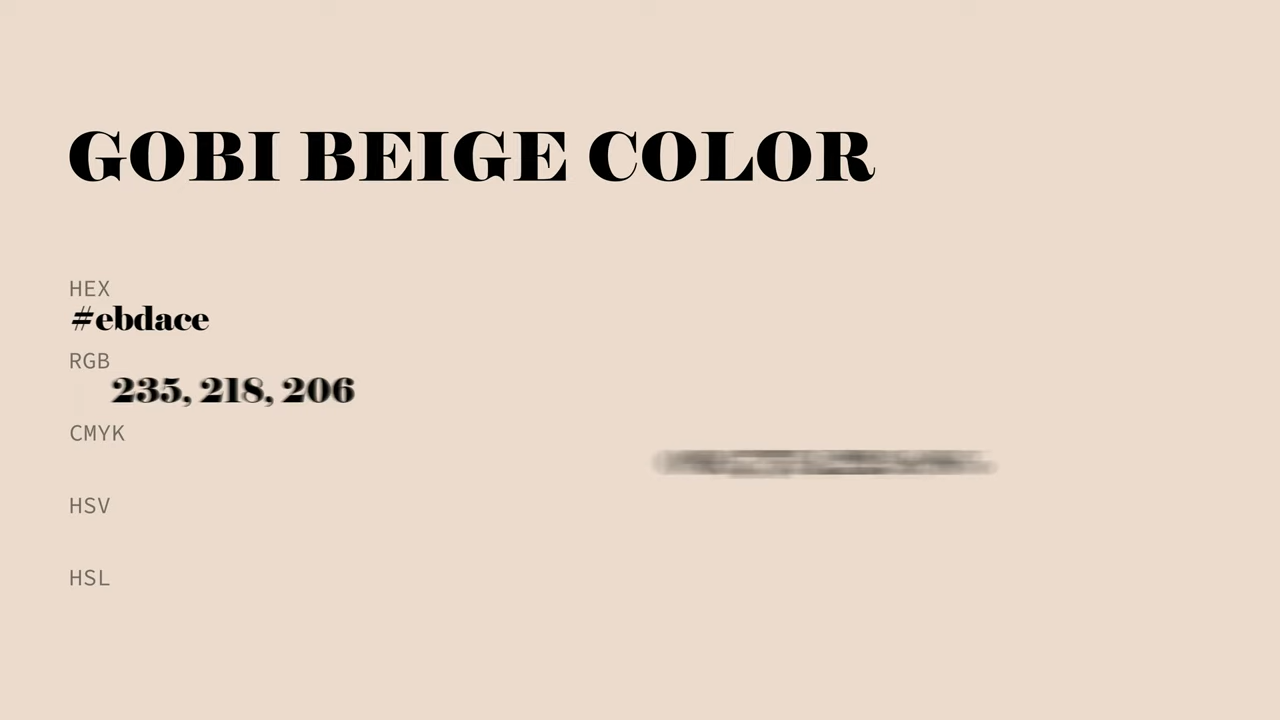 GOBI BEIGE COLOR
HEX
#ebdace
RGB
235, 218, 206
CMYK
HSV
HSL